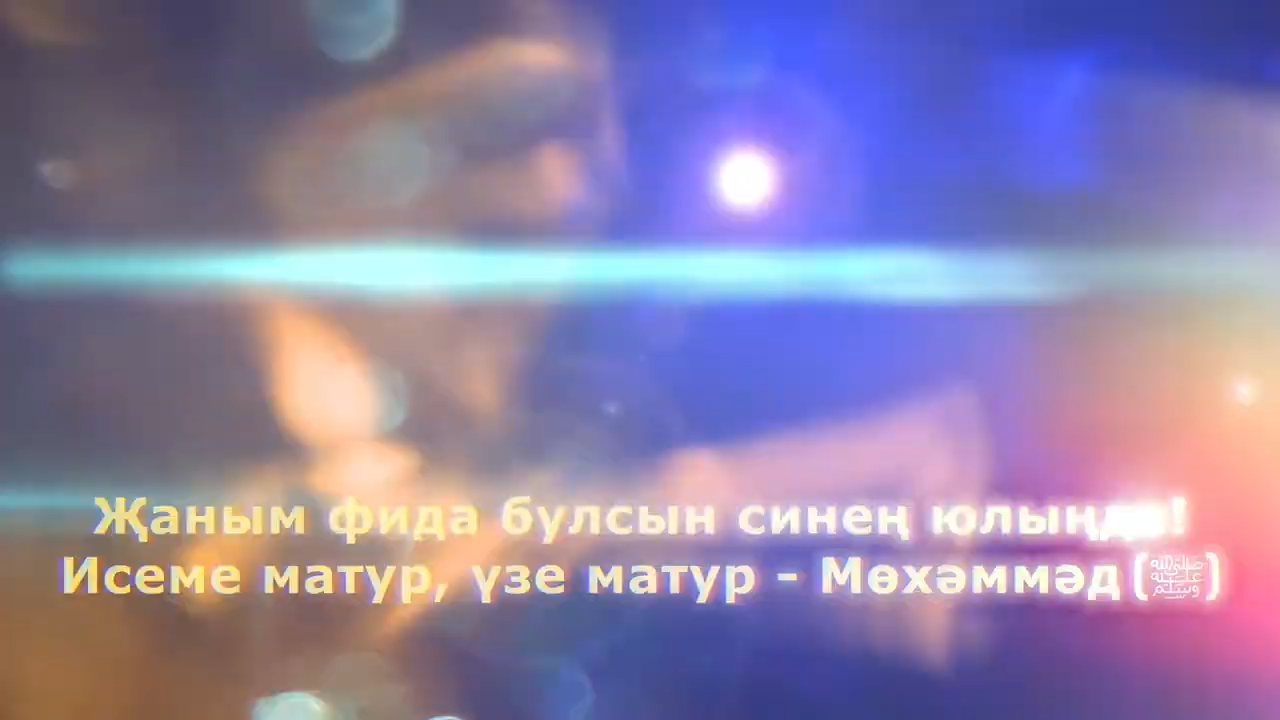 Җаным фида булсын синең юлыңда!
Исеме матур, үзе матур - Мөхәммәд (ﷺ)